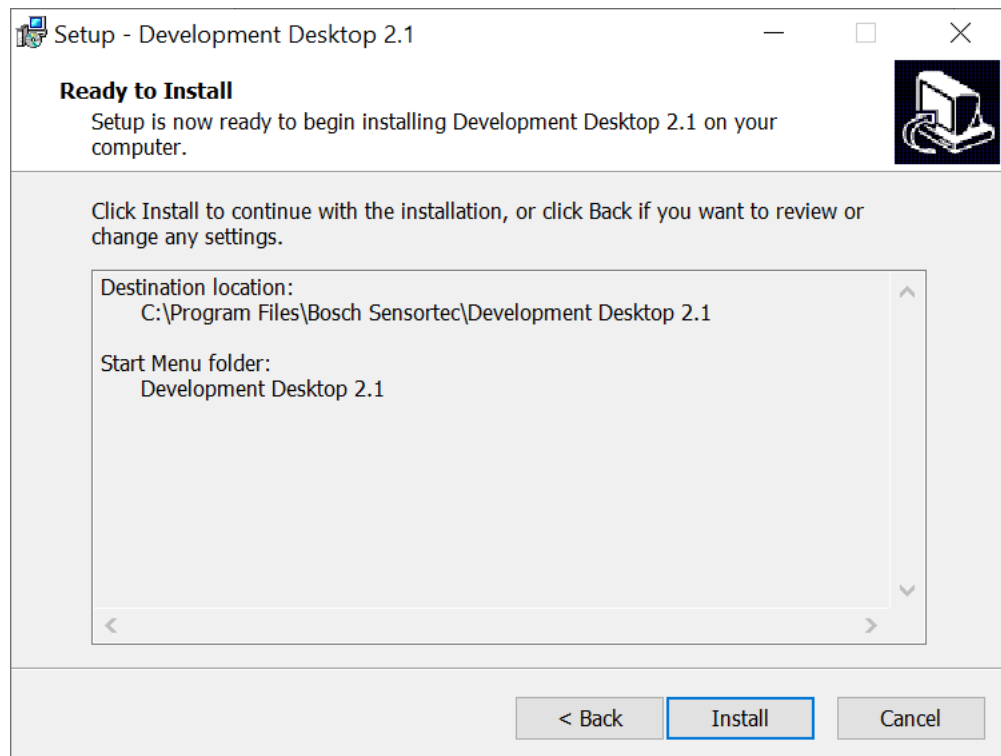 Setup - Development Desktop 2.1
Ready to Install
Setup is now ready to begin installing Development Desktop 2.1 on your
computer.
Click Install to continue with the installation, or click Back if you want to review or
change any settings.
Destination location:
C:\Program Files\Bosch Sensortec\Development Desktop 2.1
Start Menu folder:
Development Desktop 2.1
< Back
Install
Cancel